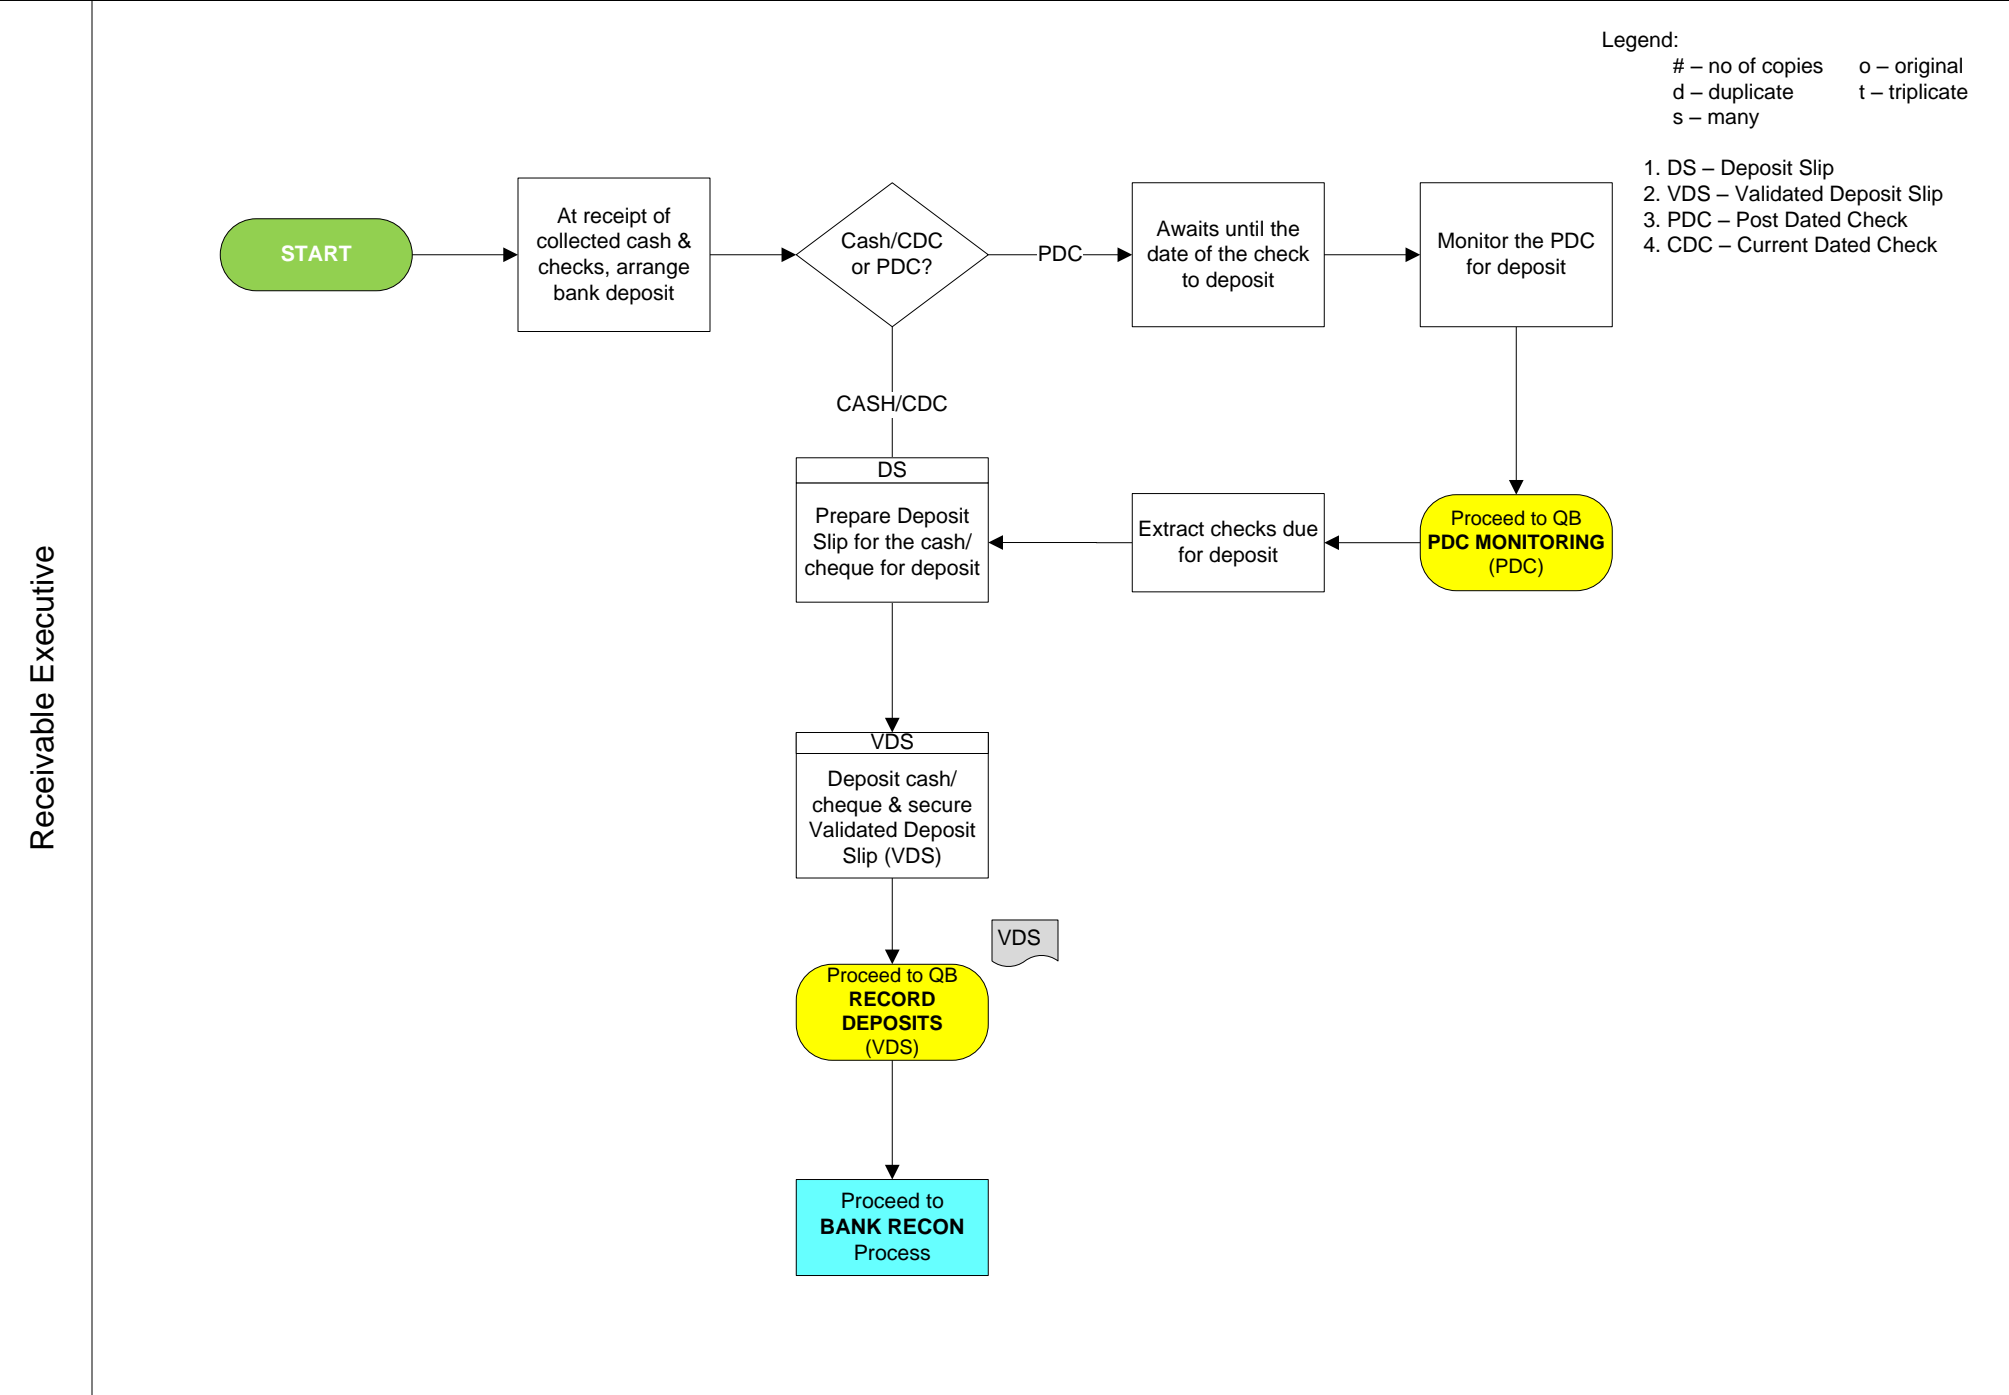 Legend:
# – no of copies o – original
d – duplicate t – triplicate
s – many
1. DS – Deposit Slip
2. VDS – Validated Deposit Slip
3. PDC – Post Dated Check
4. CDC – Current Dated Check
Receivable Executive
START
At receipt of
collected cash &
checks, arrange
bank deposit
Cash/CDC
or PDC?
PDC
Awaits until the
date of the check
to deposit
Monitor the PDC
for deposit
CASH/CDC
DS
Prepare Deposit
Slip for the cash/
cheque for deposit
Extract checks due
for deposit
Proceed to QB
PDC MONITORING
(PDC)
VDS
Deposit cash/
cheque & secure
Validated Deposit
Slip (VDS)
VDS
Proceed to QB
RECORD
DEPOSITS
(VDS)
Proceed to
BANK RECON
Process